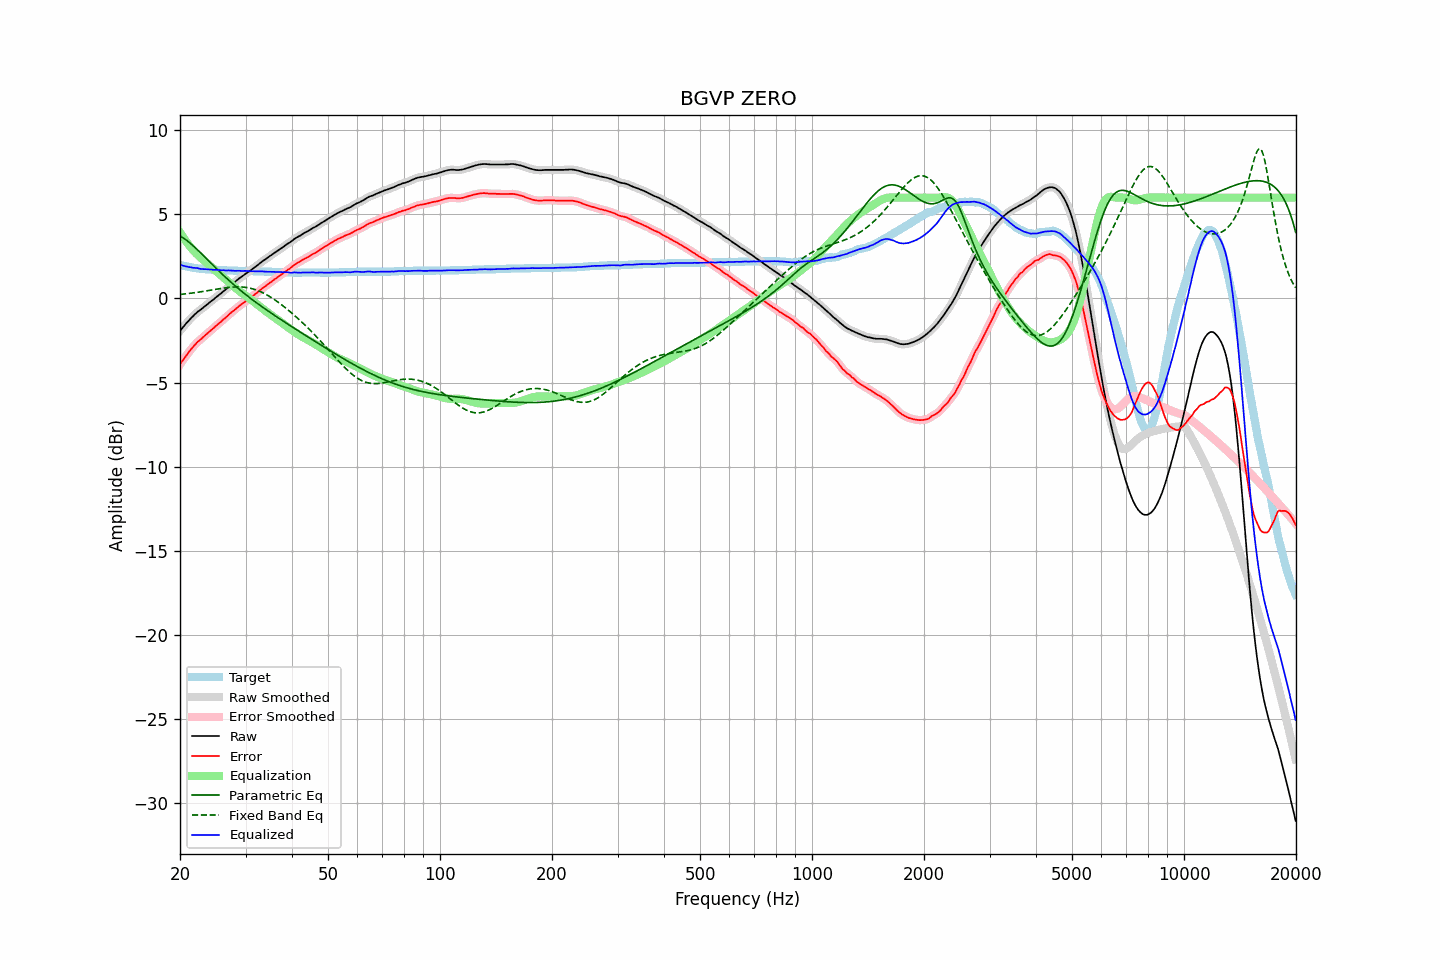 BGVP ZERO
Amplitude (dBr)
10
5
0
−5
−10
−15
−20
−25
−30
Target
Raw Smoothed
Error Smoothed
Raw
Error
Equalization
Parametric Eq
Fixed Band Eq
Equalized
20 50 100 200 500 1000 2000 5000 10000 20000
Frequency (Hz)